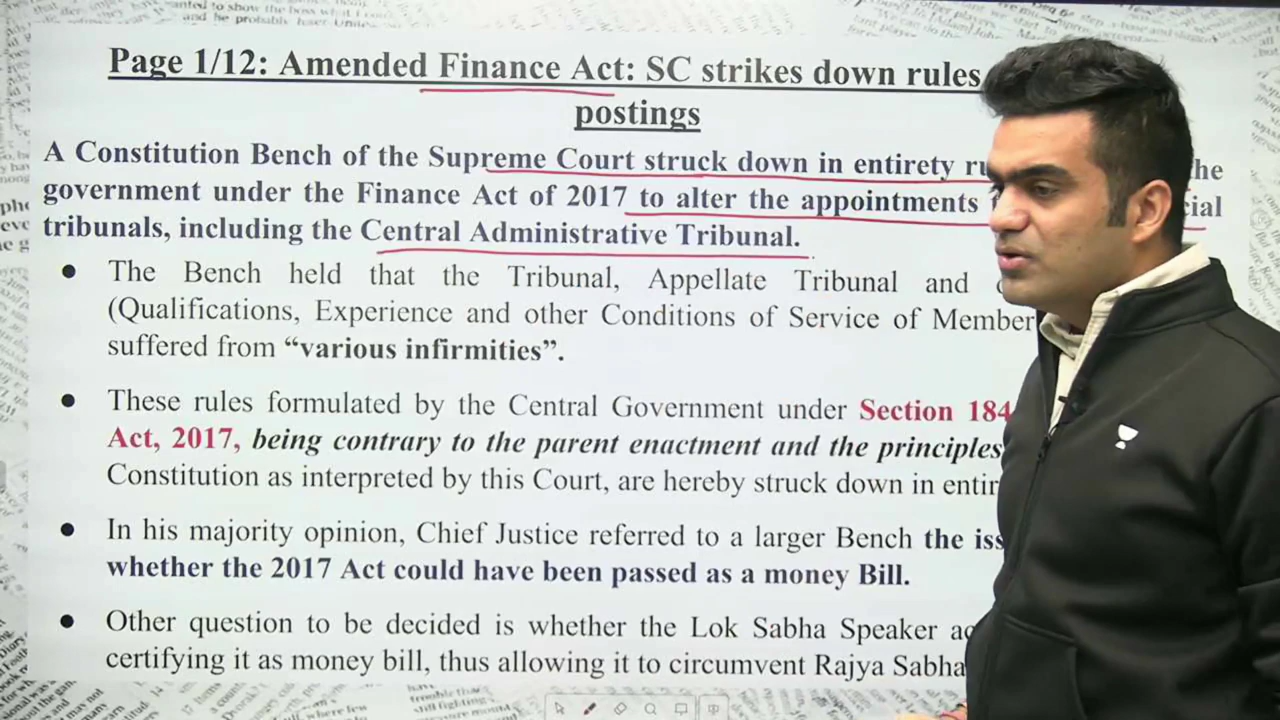 Page 1/12: Amended Finance Act: SC strikes down rules
postings
A Constitution Bench of the Supreme Court struck down in entirety he
government under the Finance Act of 2017 to alter the appointments cial
tribunals, including the Central Administrative Tribunal.
● The Bench held that the Tribunal, Appellate Tribunal and
(Qualifications, Experience and other Conditions of Service of Member
suffered from “various infirmities”.
● These rules formulated by the Central Government under Section 184
Act, 2017, being contrary to the parent enactment and the principles
Constitution as interpreted by this Court, are hereby struck down in entir
● In his majority opinion, Chief Justice referred to a larger Bench the iss
whether the 2017 Act could have been passed as a money Bill.
● Other question to be decided is whether the Lok Sabha Speaker
certifying it as money bill, thus allowing it to circumvent Rajya Sabha